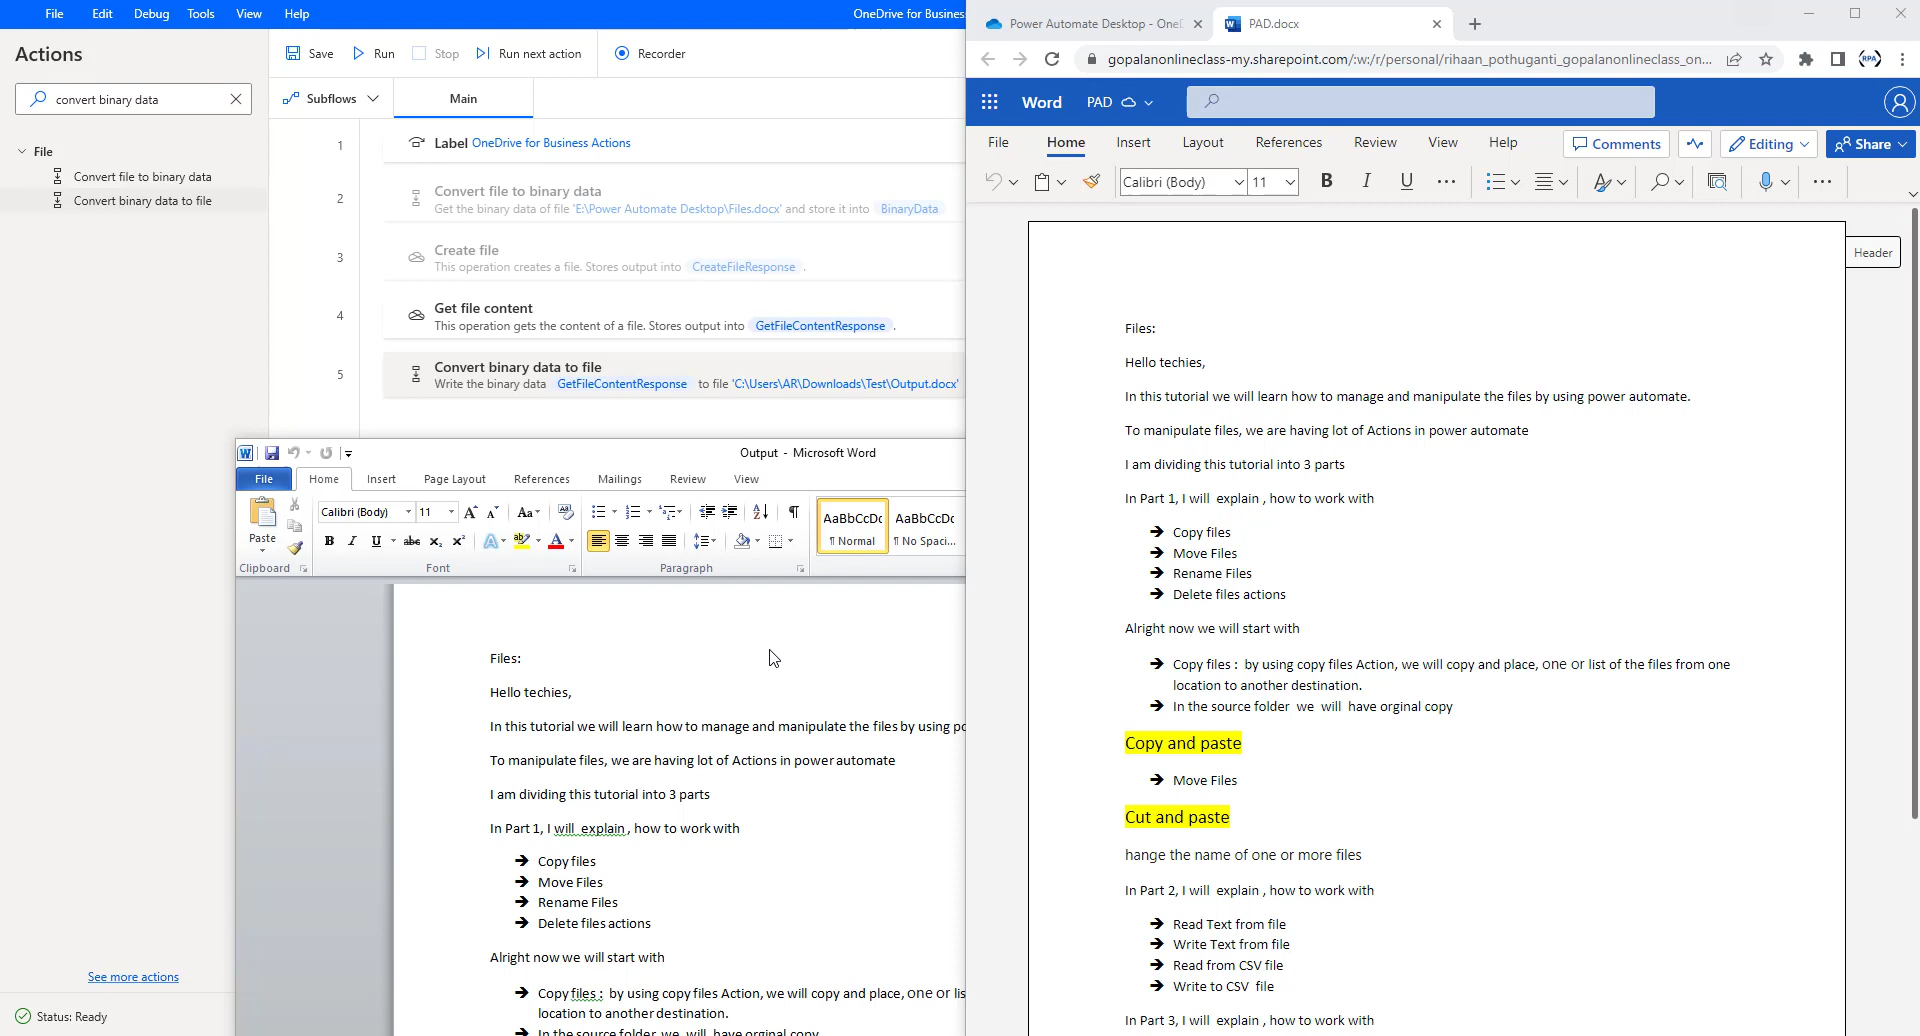 File Edit Debug Tools View Help OneDrive for Business
Actions
convert binary data
File
Convert file to binary data
Convert binary data to file
See more actions
Status: Ready
Save Run Stop Run next action Recorder
Subflows Main
1 Label OneDrive for Business Actions
2 Convert file to binary data
Get the binary data of file 'E:\Power Automate Desktop\Files.docx' and store it into BinaryData
3 Create file
This operation creates a file. Stores output into CreateFileResponse .
4 Get file content
This operation gets the content of a file. Stores output into GetFileContentResponse .
5 Convert binary data to file
Write the binary data GetFileContentResponse to file 'C:\Users\AR\Downloads\Test\Output.docx'
Output - Microsoft Word
File Home Insert Page Layout References Mailings Review View
Paste
Calibri (Body) 11
AaBbCcDc AaBbCcDc
¶ Normal ¶ No Spaci...
Clipboard Font Paragraph
Files:
Hello techies,
In this tutorial we will learn how to manage and manipulate the files by using po
To manipulate files, we are having lot of Actions in power automate
I am dividing this tutorial into 3 parts
In Part 1, I will explain , how to work with
➔ Copy files
➔ Move Files
➔ Rename Files
➔ Delete files actions
Alright now we will start with
➔ Copy files : by using copy files Action, we will copy and place, one or lis
location to another destination.
➔ In the source folder we will have orginal copy
Power Automate Desktop - OneD
PAD.docx
gopalanonlineclass-my.sharepoint.com/:w:/r/personal/rihaan_pothuganti_gopalanonlineclass_on...
RPA
Word PAD
File Home Insert Layout References Review View Help Comments Editing Share
Calibri (Body) 11 B I U ...
Header
Files:
Hello techies,
In this tutorial we will learn how to manage and manipulate the files by using power automate.
To manipulate files, we are having lot of Actions in power automate
I am dividing this tutorial into 3 parts
In Part 1, I will explain , how to work with
➔ Copy files
➔ Move Files
➔ Rename Files
➔ Delete files actions
Alright now we will start with
➔ Copy files : by using copy files Action, we will copy and place, one or list of the files from one
location to another destination.
➔ In the source folder we will have orginal copy
Copy and paste
➔ Move Files
Cut and paste
hange the name of one or more files
In Part 2, I will explain , how to work with
➔ Read Text from file
➔ Write Text from file
➔ Read from CSV file
➔ Write to CSV file
In Part 3, I will explain , how to work with